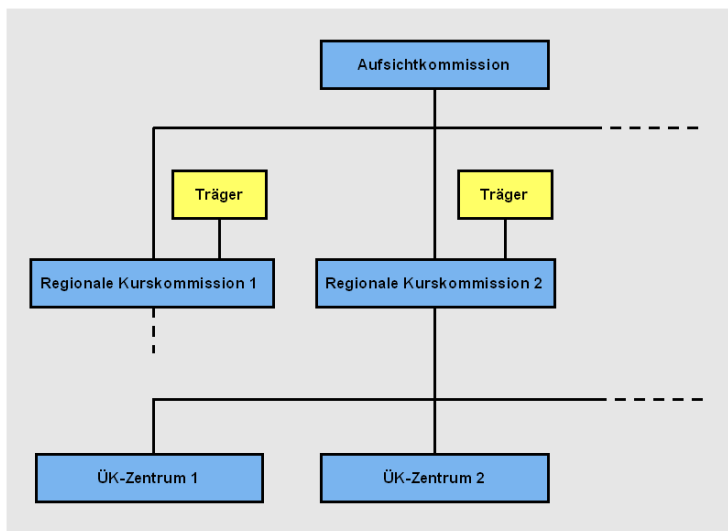 Aufsichtkommission
Träger
Träger
Regionale Kurskommission 1
Regionale Kurskommission 2
ÜK-Zentrum 1
ÜK-Zentrum 2